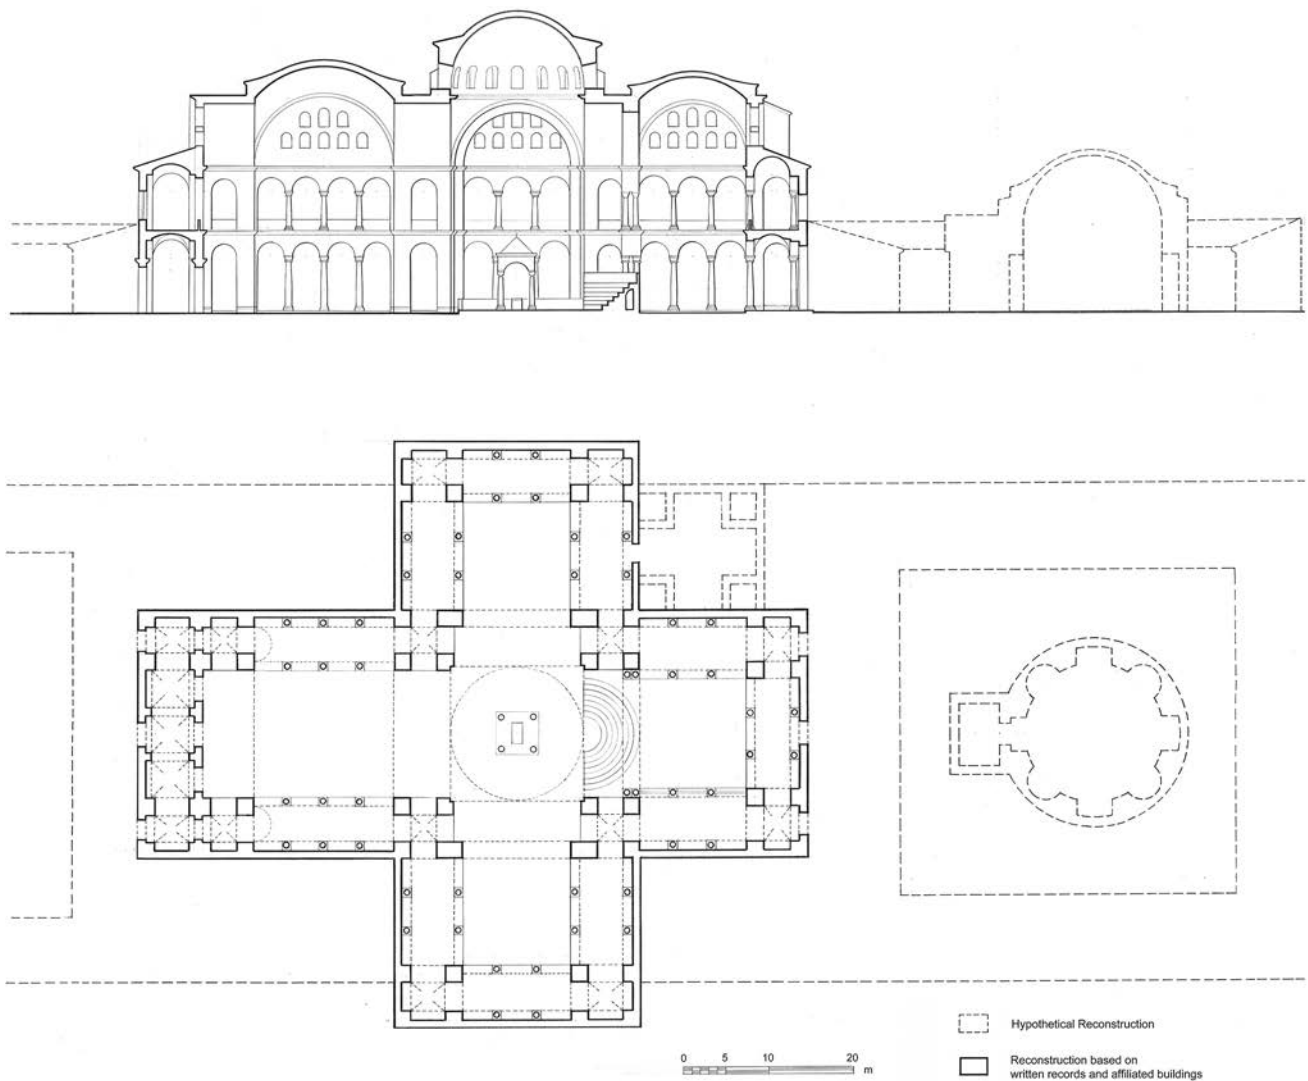 Hypothetical Reconstruction
0 5 10 20
m
Reconstruction based on
written records and affiliated buildings